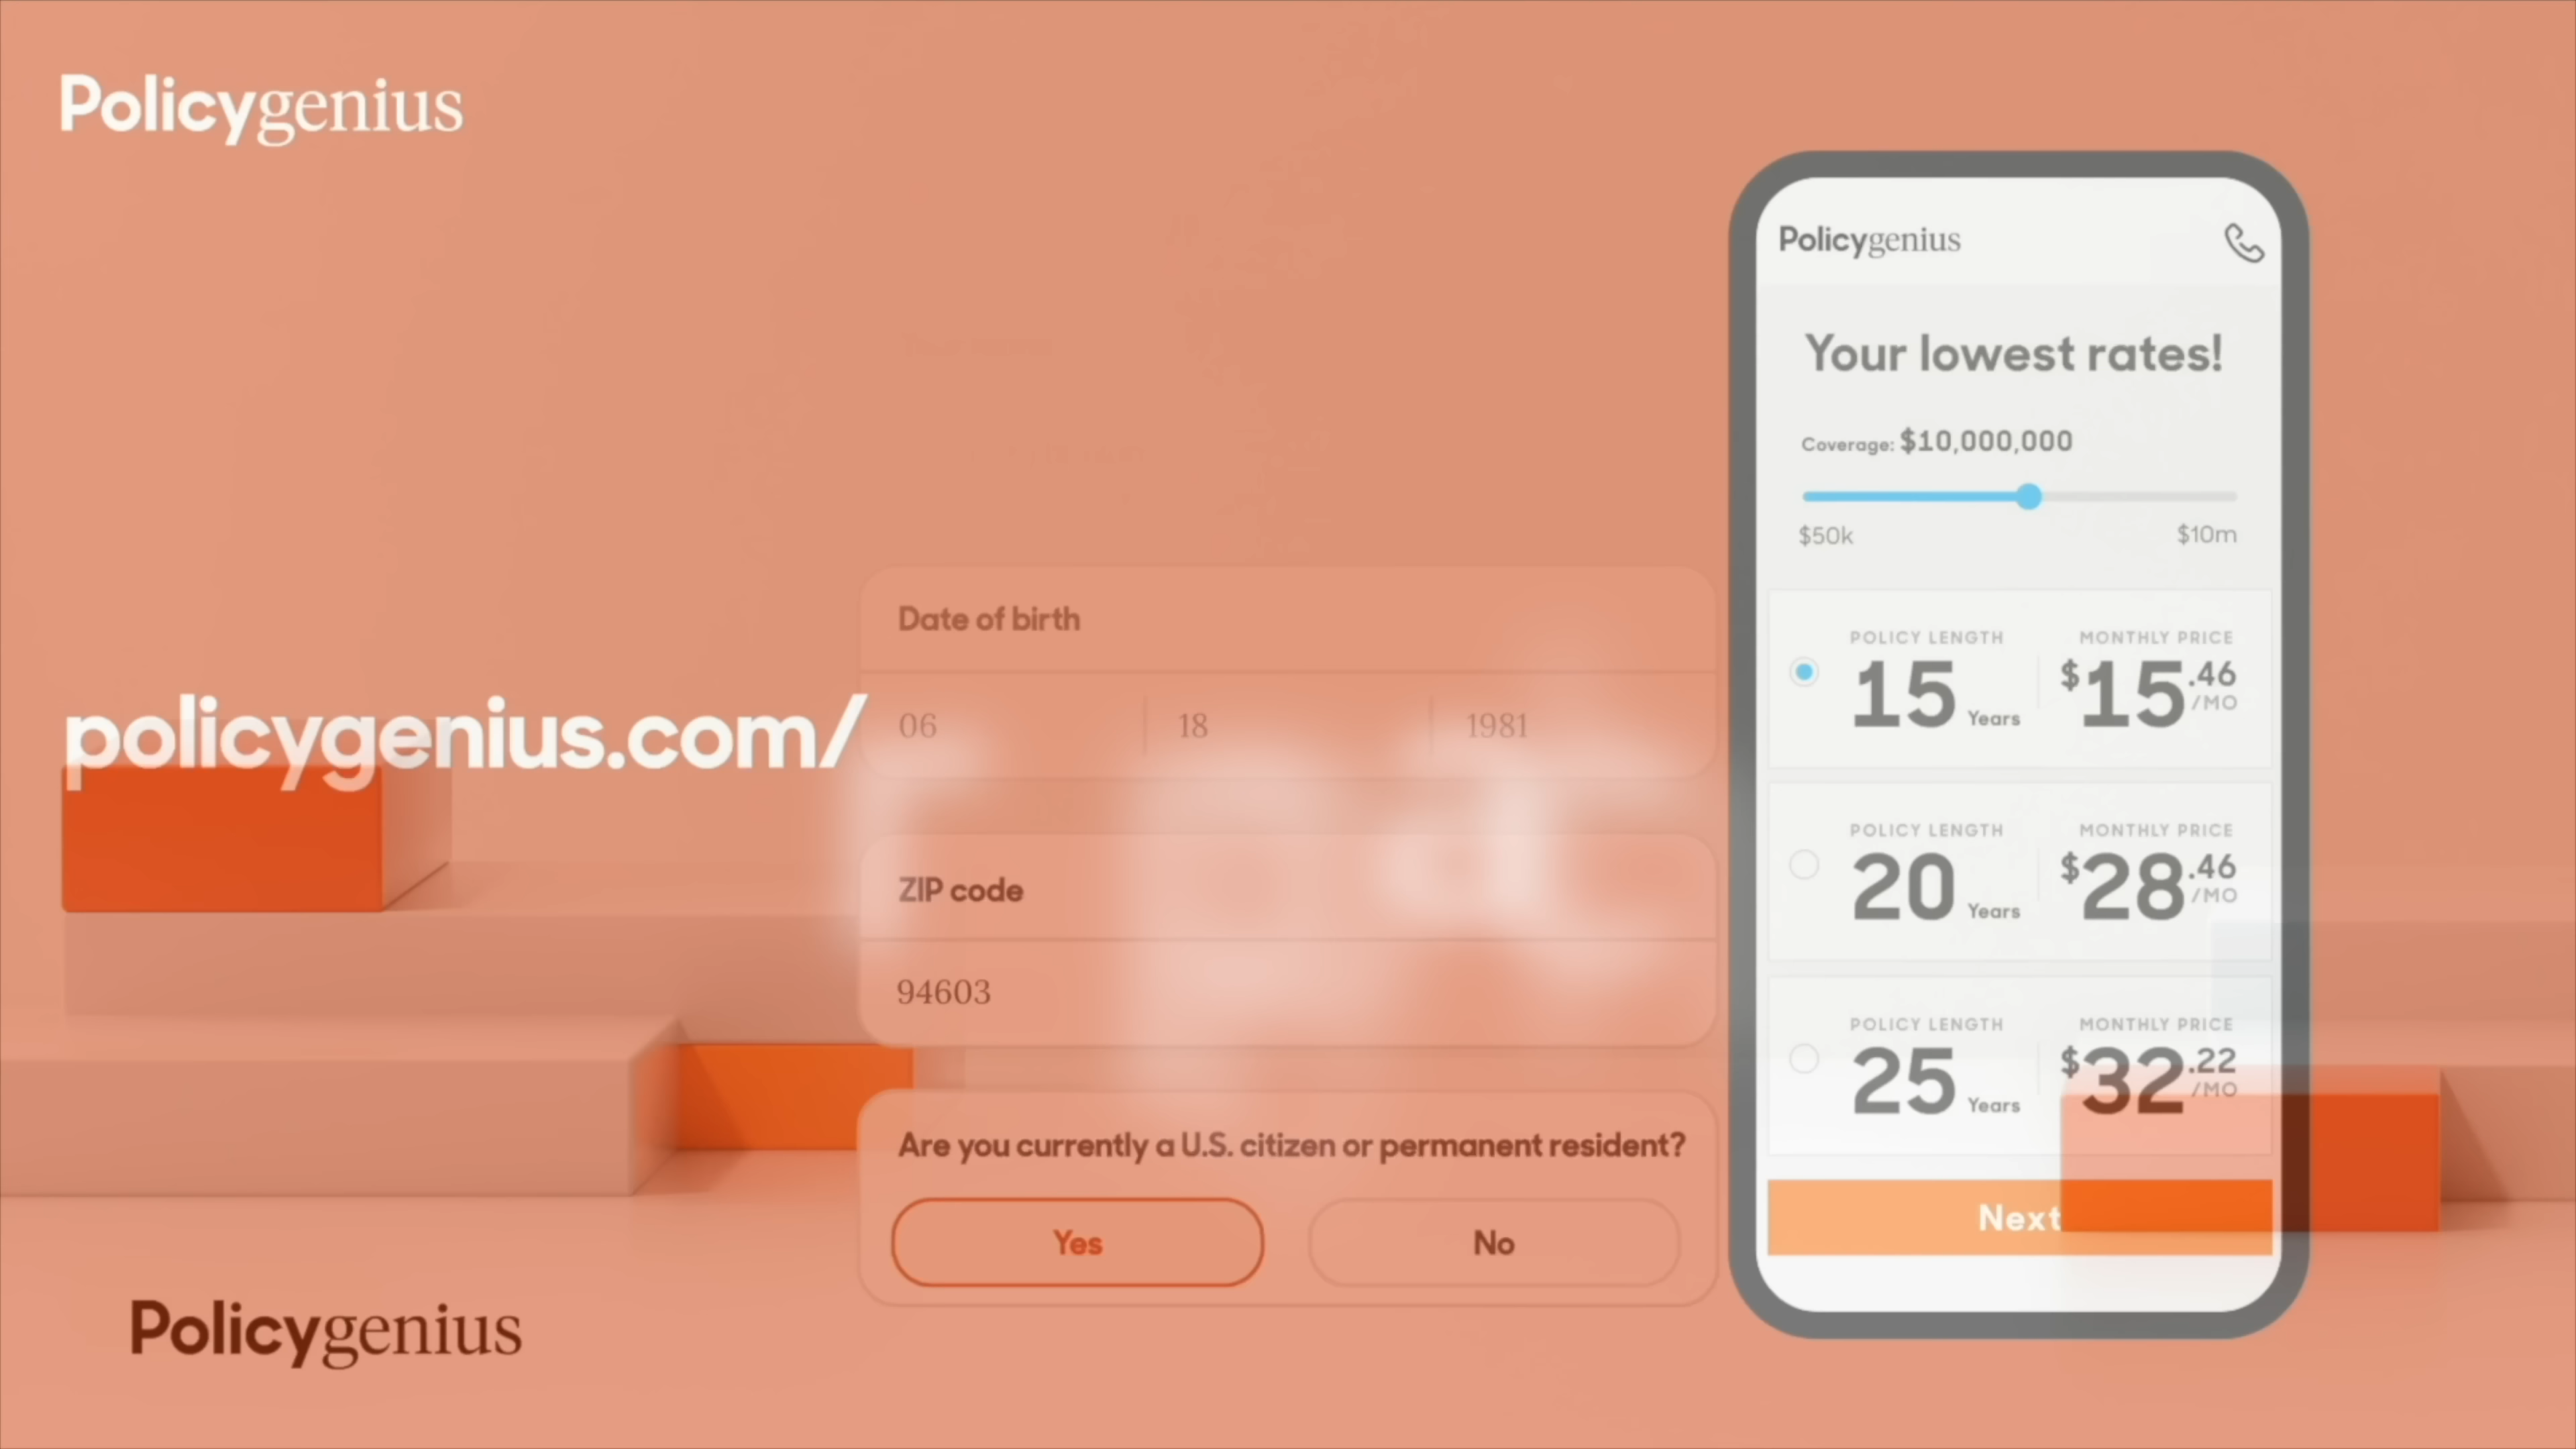 Policygenius
policygenius.com/
Date of birth
06 18 1981
ZIP code
94603
Are you currently a U.S. citizen or permanent resident?
Yes No
Policygenius
Policygenius
Your lowest rates!
Coverage: $10,000,000
$50k $10m
POLICY LENGTH MONTHLY PRICE
15 Years $15.46 /MO
POLICY LENGTH MONTHLY PRICE
20 Years $28.46 /MO
POLICY LENGTH MONTHLY PRICE
25 Years $32.22 /MO
Next